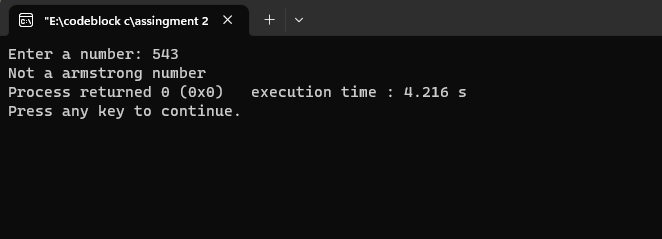 "E:\codeblock c\assingment 2
Enter a number: 543
Not a armstrong number
Process returned 0 (0x0)   execution time : 4.216 s
Press any key to continue.